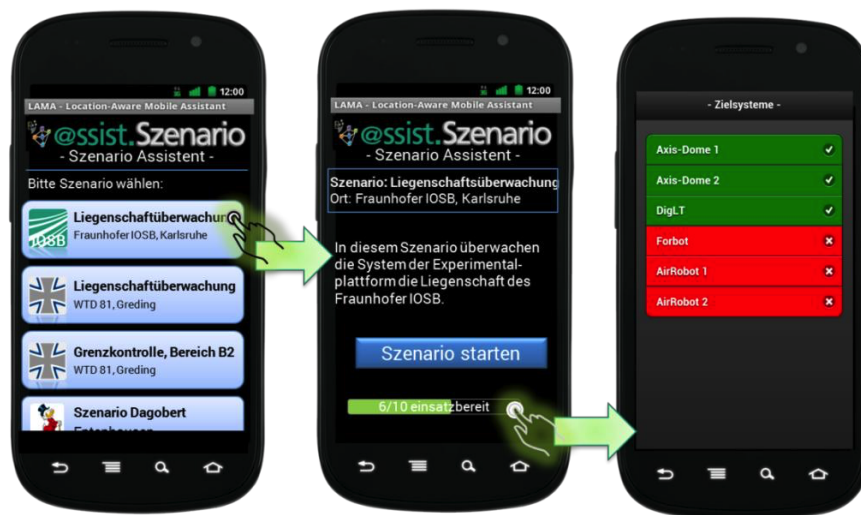 12:00
LAMA - Location-Aware Mobile Assistant
@ssist.Szenario
- Szenario Assistent -
Bitte Szenario wählen:
IOSB
Liegenschaftüberwachung
Fraunhofer IOSB, Karlsruhe
Liegenschaftüberwachung
WTD 81, Greding
Grenzkontrolle, Bereich B2
WTD 81, Greding
Szenario Dagobert
Entenhausen
12:00
LAMA - Location-Aware Mobile Assistant
@ssist.Szenario
- Szenario Assistent -
Szenario: Liegenschaftsüberwachung
Ort: Fraunhofer IOSB, Karlsruhe
In diesem Szenario überwachen
die System der Experimental-
plattform die Liegenschaft des
Fraunhofer IOSB.
Szenario starten
6/10 einsatzbereit
- Zielsysteme -
Axis-Dome 1
Axis-Dome 2
DigLT
Forbot
AirRobot 1
AirRobot 2